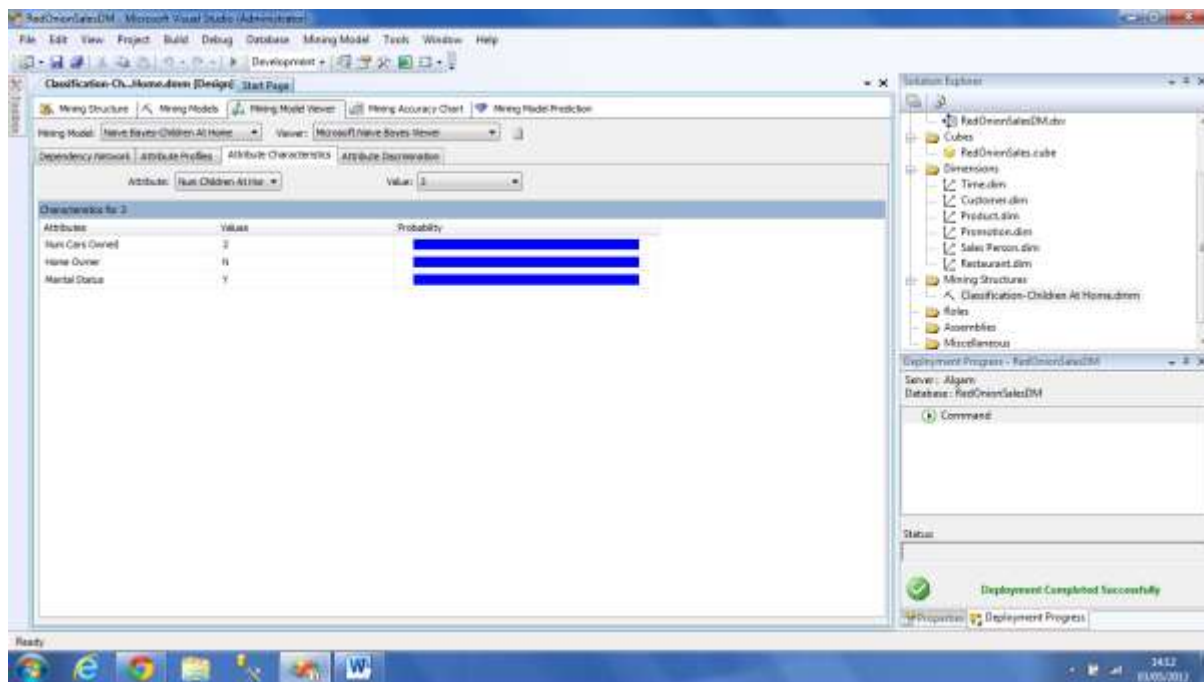 RedOnionSalesDM - Microsoft Visual Studio (Administrator)
File Edit View Project Build Debug Database Mining Model Tools Window Help
Development
Classification-Ch...Home.dmm [Design] Start Page
Mining Structure Mining Models Mining Model Viewer Mining Accuracy Chart Mining Model Prediction
Mining Model: Naive Bayes-Children At Home Viewer: Microsoft Naive Bayes Viewer
Dependency Network Attribute Profiles Attribute Characteristics Attribute Discrimination
Attribute: Num Children At Hor Value: 3
Characteristics for 3
Attributes Values Probability
Num Cars Owned
Home Owner N
Marital Status Y
Toolbox
Solution Explorer
RedOnionSalesDM.dsv
Cubes
RedOnionSales.cube
Dimensions
Time.dim
Customer.dim
Product.dim
Promotion.dim
Sales Person.dim
Restaurant.dim
Mining Structures
Classification-Children At Home.dmm
Roles
Assemblies
Miscellaneous
Deployment Progress - RedOnionSalesDM
Server: Algam
Database: RedOnionSalesDM
Command
Status:
Deployment Completed Successfully
Properties Deployment Progress
Ready
14:12